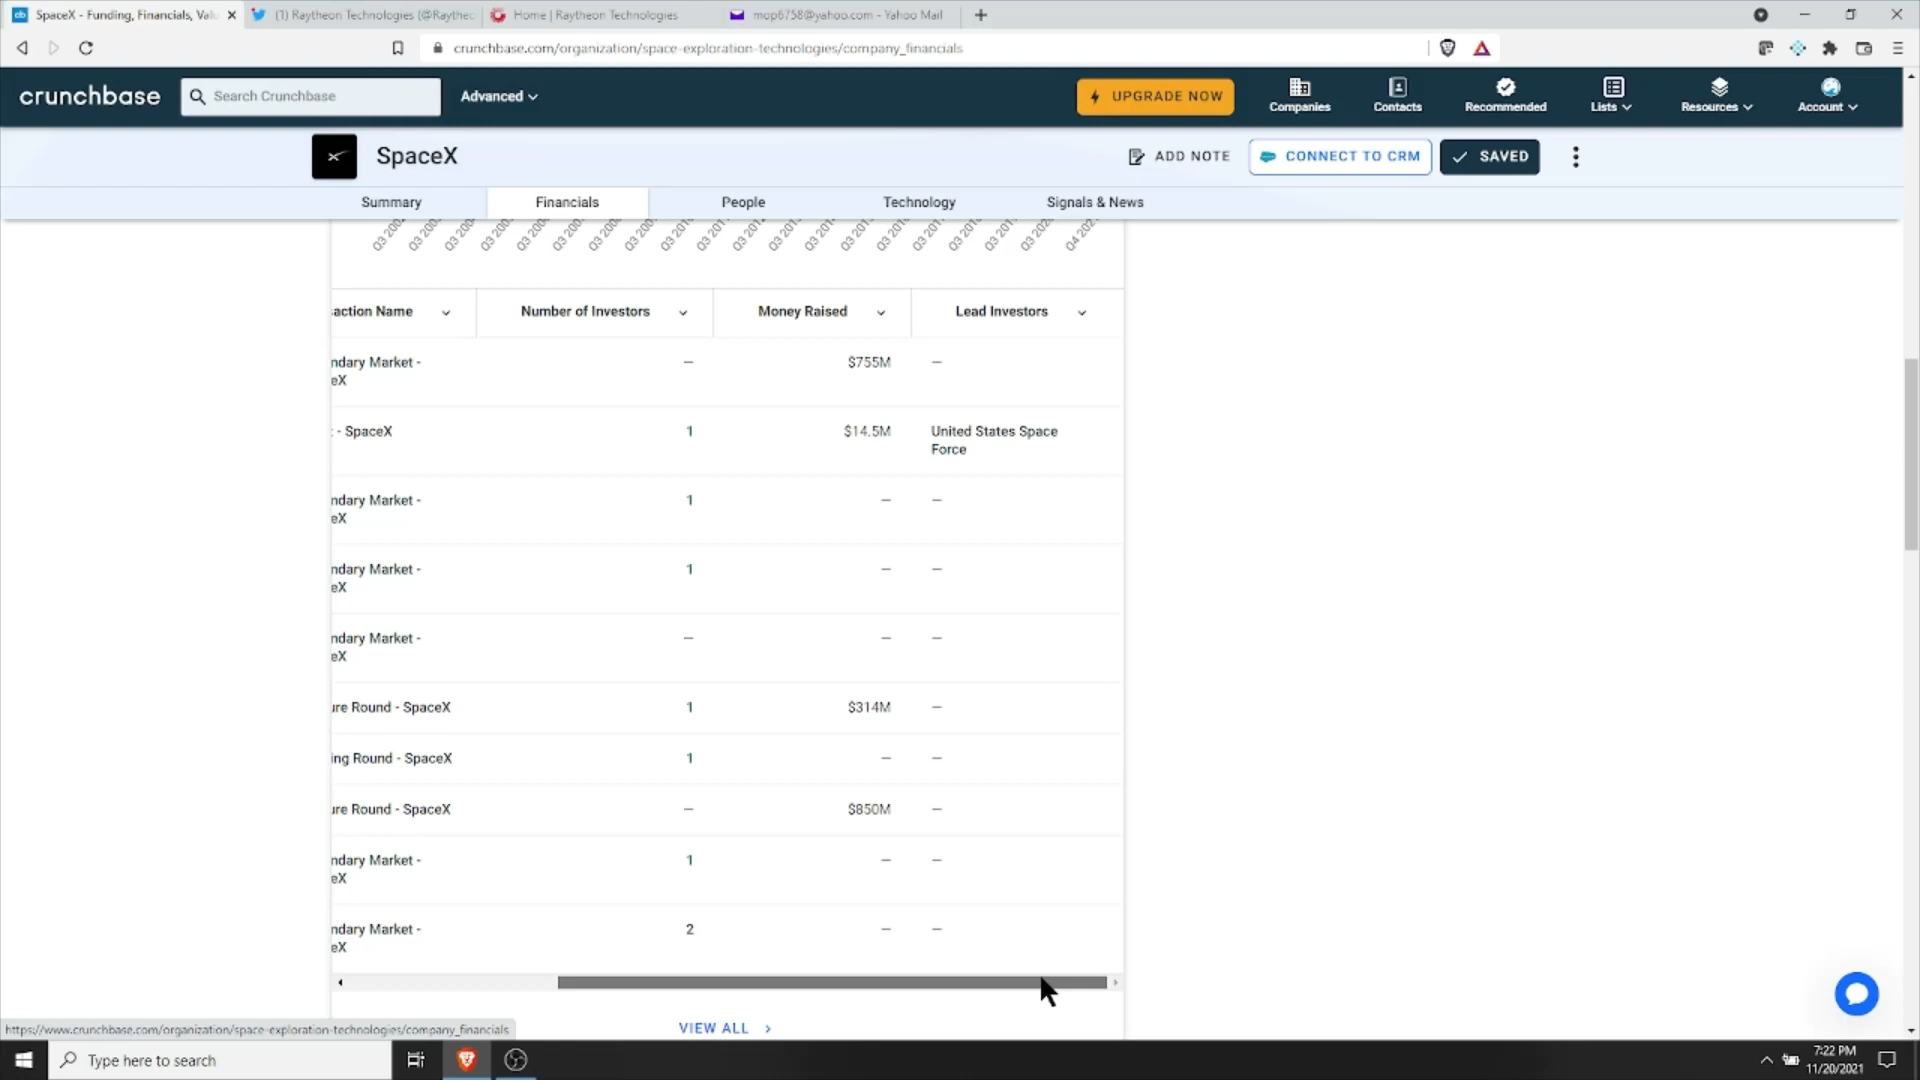 SpaceX - Funding, Financials, Valu
(1) Raytheon Technologies (@Raythec
Home | Raytheon Technologies
mop6758@yahoo.com - Yahoo Mail
crunchbase.com/organization/space-exploration-technologies/company_financials
crunchbase
Search Crunchbase
Advanced
UPGRADE NOW
Companies
Contacts
Recommended
Lists
Resources
Account
SpaceX
ADD NOTE
CONNECT TO CRM
SAVED
Summary
Financials
People
Technology
Signals & News
action Name
Number of Investors
Money Raised
Lead Investors
ndary Market -
eX
—
$755M
—
: - SpaceX
1
$14.5M
United States Space
Force
ndary Market -
eX
1
—
—
ndary Market -
eX
1
—
—
ndary Market -
eX
—
—
—
ure Round - SpaceX
1
$314M
—
ing Round - SpaceX
1
—
—
ure Round - SpaceX
—
$850M
—
ndary Market -
eX
1
—
—
ndary Market -
eX
2
—
—
VIEW ALL
https://www.crunchbase.com/organization/space-exploration-technologies/company_financials
Type here to search
7:22 PM
11/20/2021